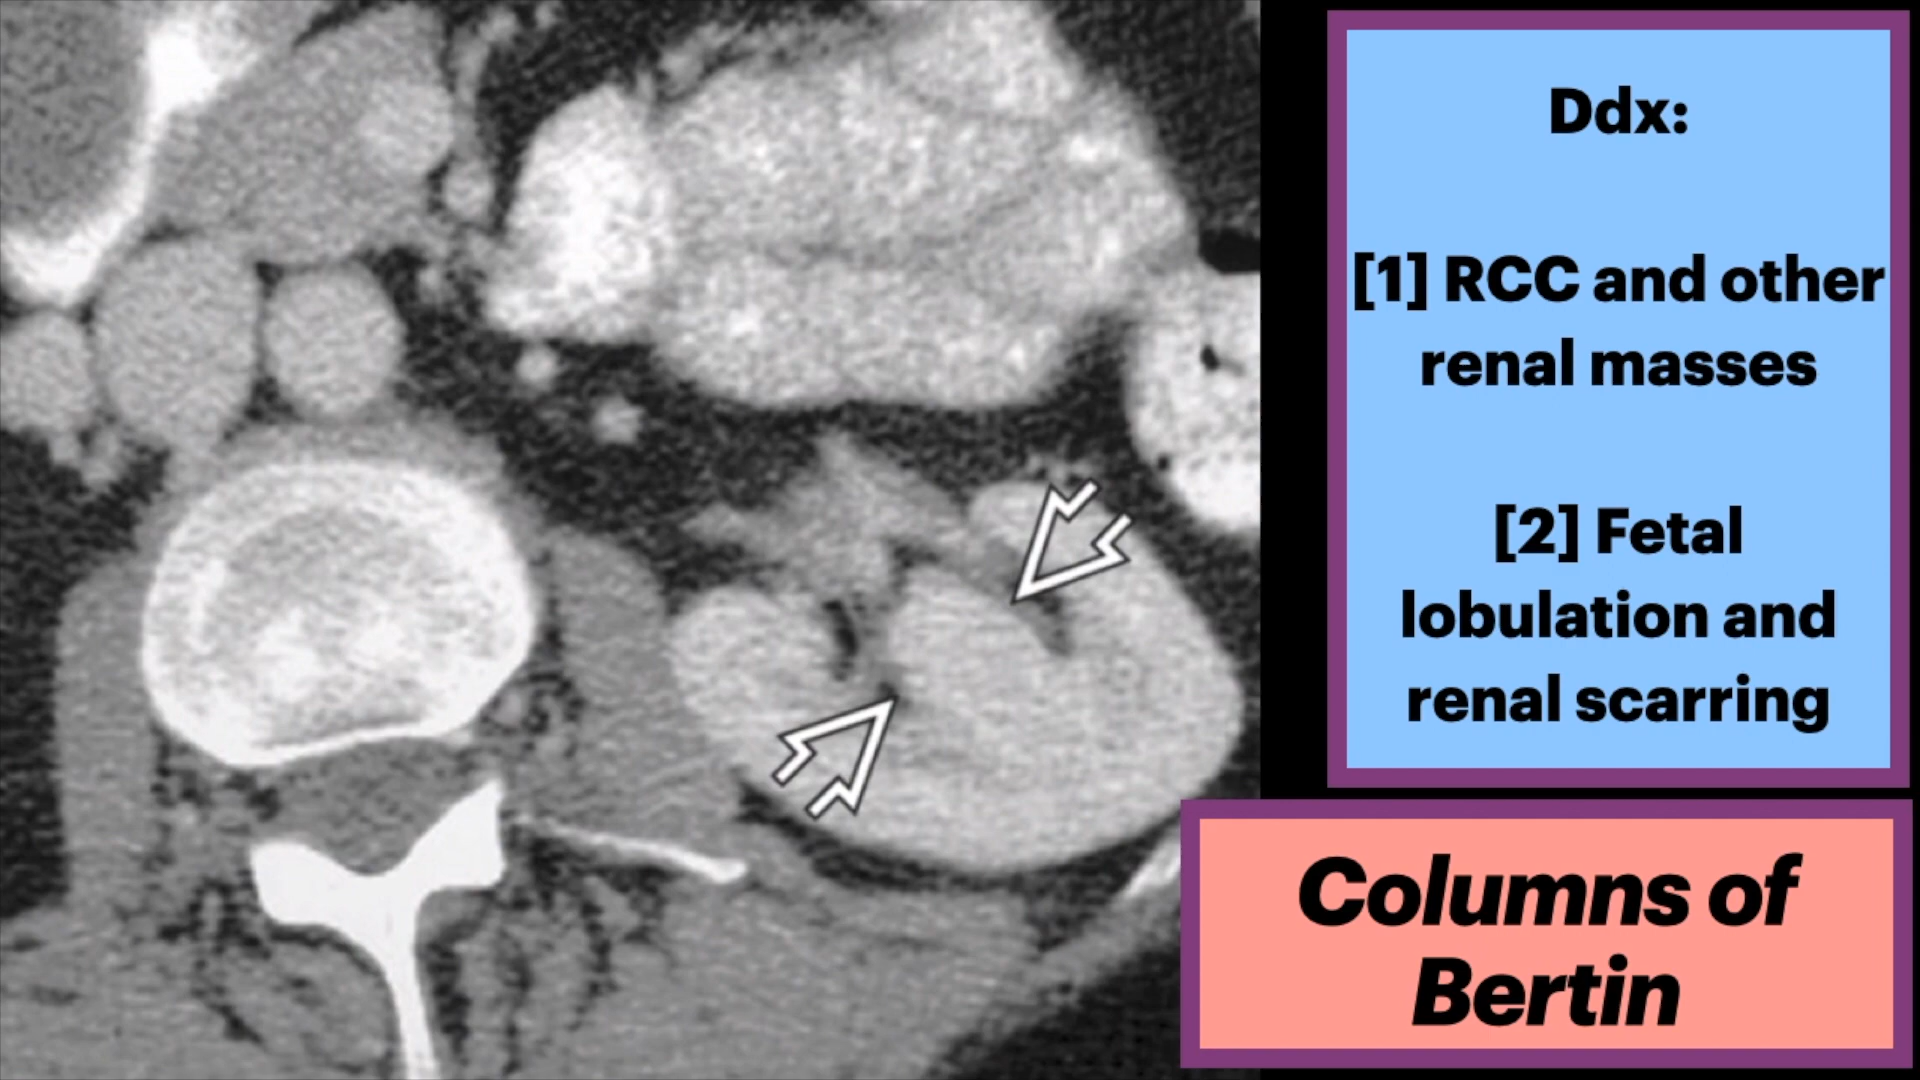 Ddx:
[1] RCC and other
renal masses
[2] Fetal
lobulation and
renal scarring
Columns of
Bertin